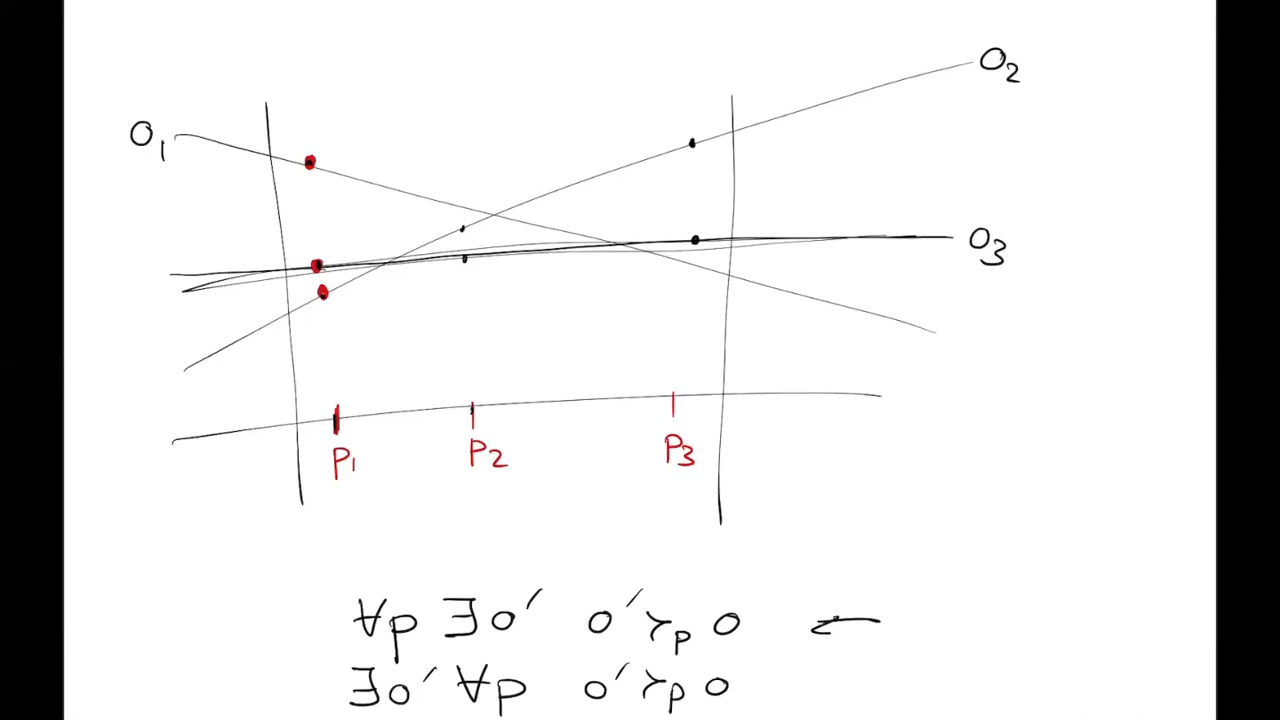 O₂
O₁
O₃
P₁ P₂ P₃
∀p ∃o′ o′ ≻ₚ o ←
∃o′ ∀p o′ ≻ₚ o